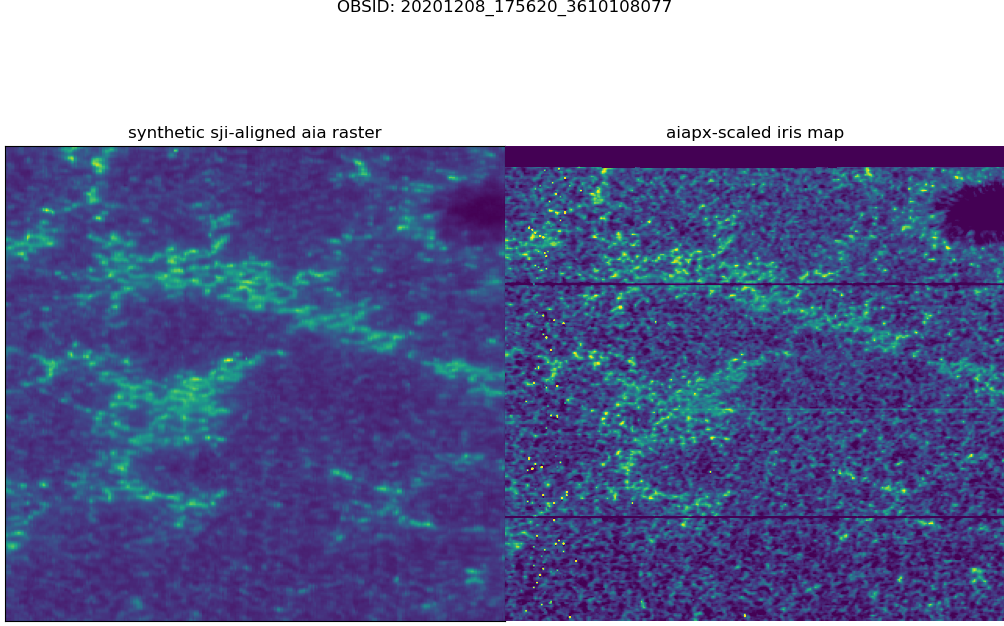 OBSID: 20201208_175620_3610108077
synthetic sji-aligned aia raster
aiapx-scaled iris map